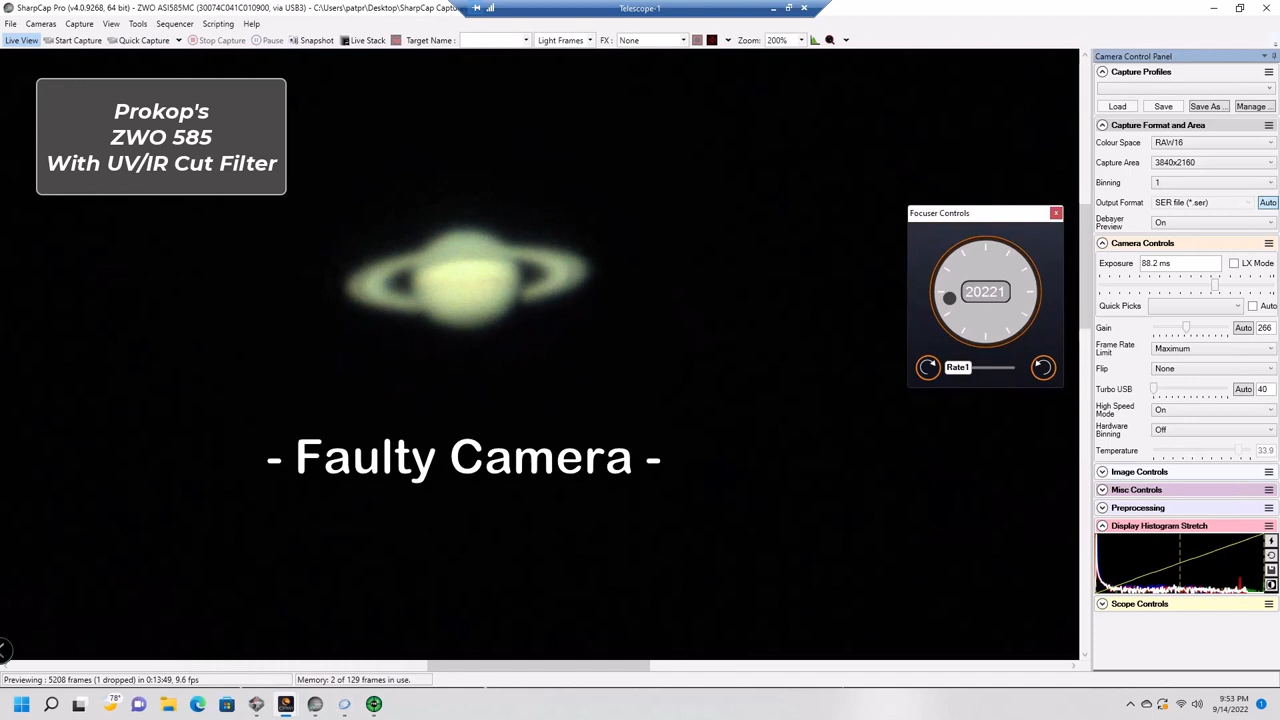 SharpCap Pro (v4.0.9268, 64 bit) - ZWO ASI585MC (30074C041C010900, via USB3) - C:\Users\patpr\Desktop\SharpCap Captu
Telescope-1
File Cameras Capture View Tools Sequencer Scripting Help
Live View Start Capture Quick Capture Stop Capture Pause Snapshot Live Stack Target Name : Light Frames FX : None Zoom: 200%
Prokop's
ZWO 585
With UV/IR Cut Filter
- Faulty Camera -
Focuser Controls
x
20221
Rate1
Camera Control Panel
Capture Profiles
Load Save Save As ... Manage ...
Capture Format and Area
Colour Space RAW16
Capture Area 3840x2160
Binning 1
Output Format SER file (*.ser) Auto
Debayer
Preview On
Camera Controls
Exposure 88.2 ms LX Mode
Quick Picks Auto
Gain Auto 266
Frame Rate
Limit Maximum
Flip None
Turbo USB Auto 40
High Speed
Mode On
Hardware
Binning Off
Temperature 33.9
Image Controls
Misc Controls
Preprocessing
Display Histogram Stretch
Scope Controls
Previewing : 5208 frames (1 dropped) in 0:13:49, 9.6 fps Memory: 2 of 129 frames in use.
78°
9:53 PM
9/14/2022
1